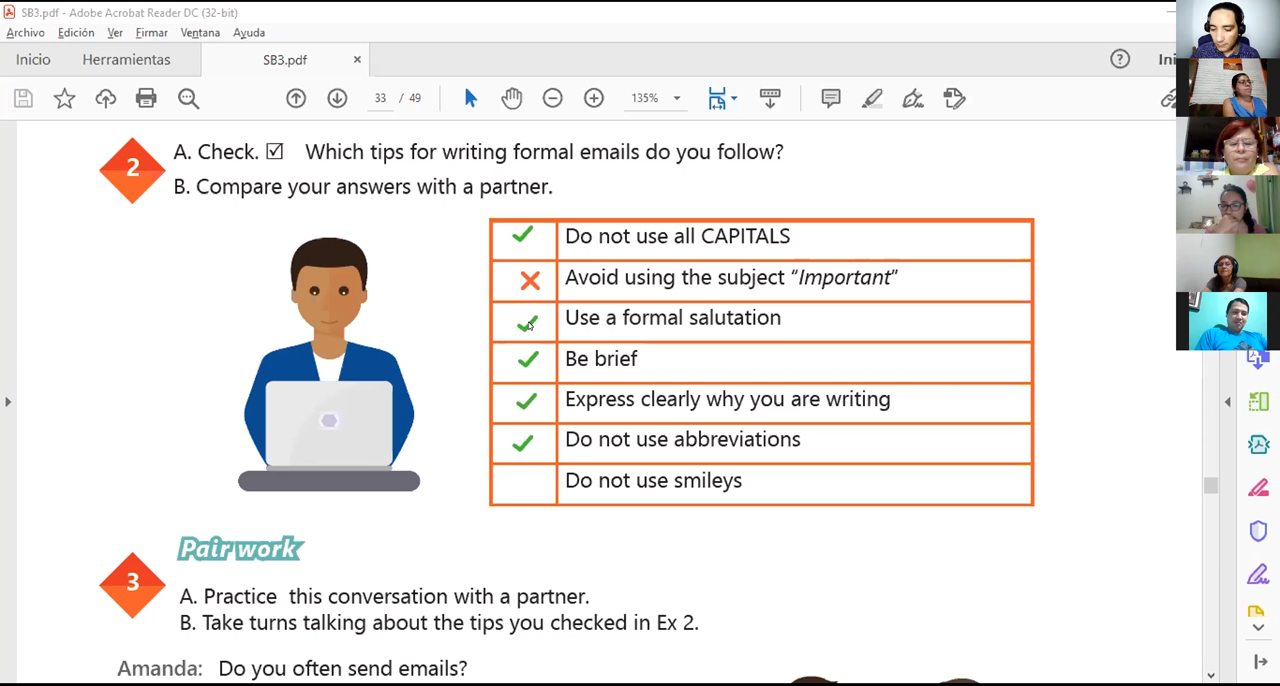 SB3.pdf - Adobe Acrobat Reader DC (32-bit)
Archivo Edición Ver Firmar Ventana Ayuda
Inicio Herramientas SB3.pdf × Ini
33 / 49 135%
2 A. Check. ☑ Which tips for writing formal emails do you follow?
B. Compare your answers with a partner.
Do not use all CAPITALS
Avoid using the subject “Important”
Use a formal salutation
Be brief
Express clearly why you are writing
Do not use abbreviations
Do not use smileys
Pair work
3 A. Practice this conversation with a partner.
B. Take turns talking about the tips you checked in Ex 2.
Amanda: Do you often send emails?